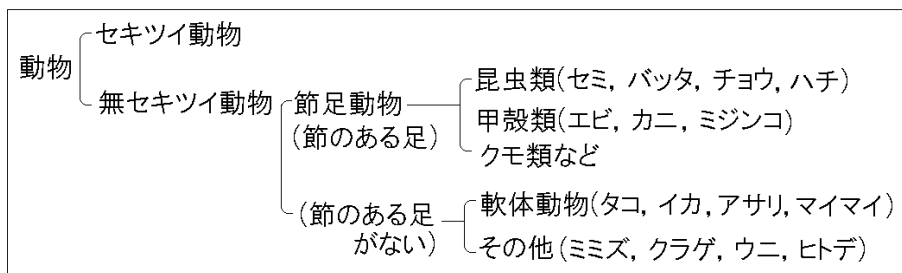 動物
セキツイ動物
無セキツイ動物
節足動物
(節のある足)
昆虫類(セミ, バッタ, チョウ, ハチ)
甲殻類(エビ, カニ, ミジンコ)
クモ類など
(節のある足
がない)
軟体動物(タコ, イカ, アサリ, マイマイ)
その他(ミミズ, クラゲ, ウニ, ヒトデ)